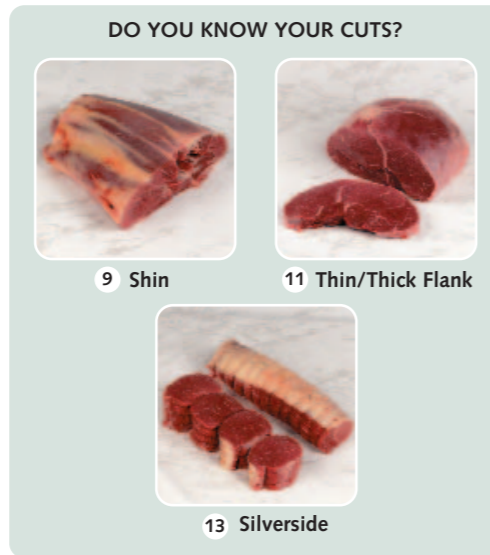 DO YOU KNOW YOUR CUTS?
9 Shin
11 Thin/Thick Flank
13 Silverside